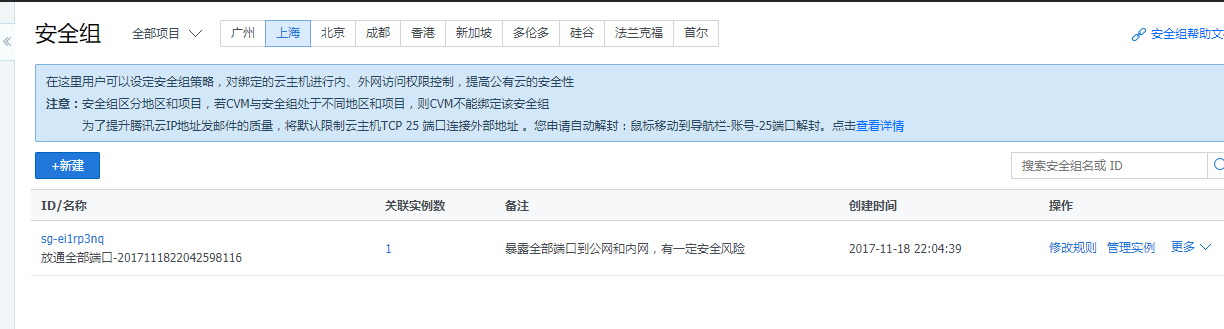 安全组 全部项目 广州 上海 北京 成都 香港 新加坡 多伦多 硅谷 法兰克福 首尔 安全组帮助文
在这里用户可以设定安全组策略，对绑定的云主机进行内、外网访问权限控制，提高公有云的安全性
注意：安全组区分地区和项目，若CVM与安全组处于不同地区和项目，则CVM不能绑定该安全组
为了提升腾讯云IP地址发邮件的质量，将默认限制云主机TCP 25 端口连接外部地址 。您申请自动解封：鼠标移动到导航栏-账号-25端口解封。点击查看详情
+新建 搜索安全组名或 ID
ID/名称 关联实例数 备注 创建时间 操作
sg-ei1rp3nq
放通全部端口-2017111822042598116 1 暴露全部端口到公网和内网，有一定安全风险 2017-11-18 22:04:39 修改规则 管理实例 更多